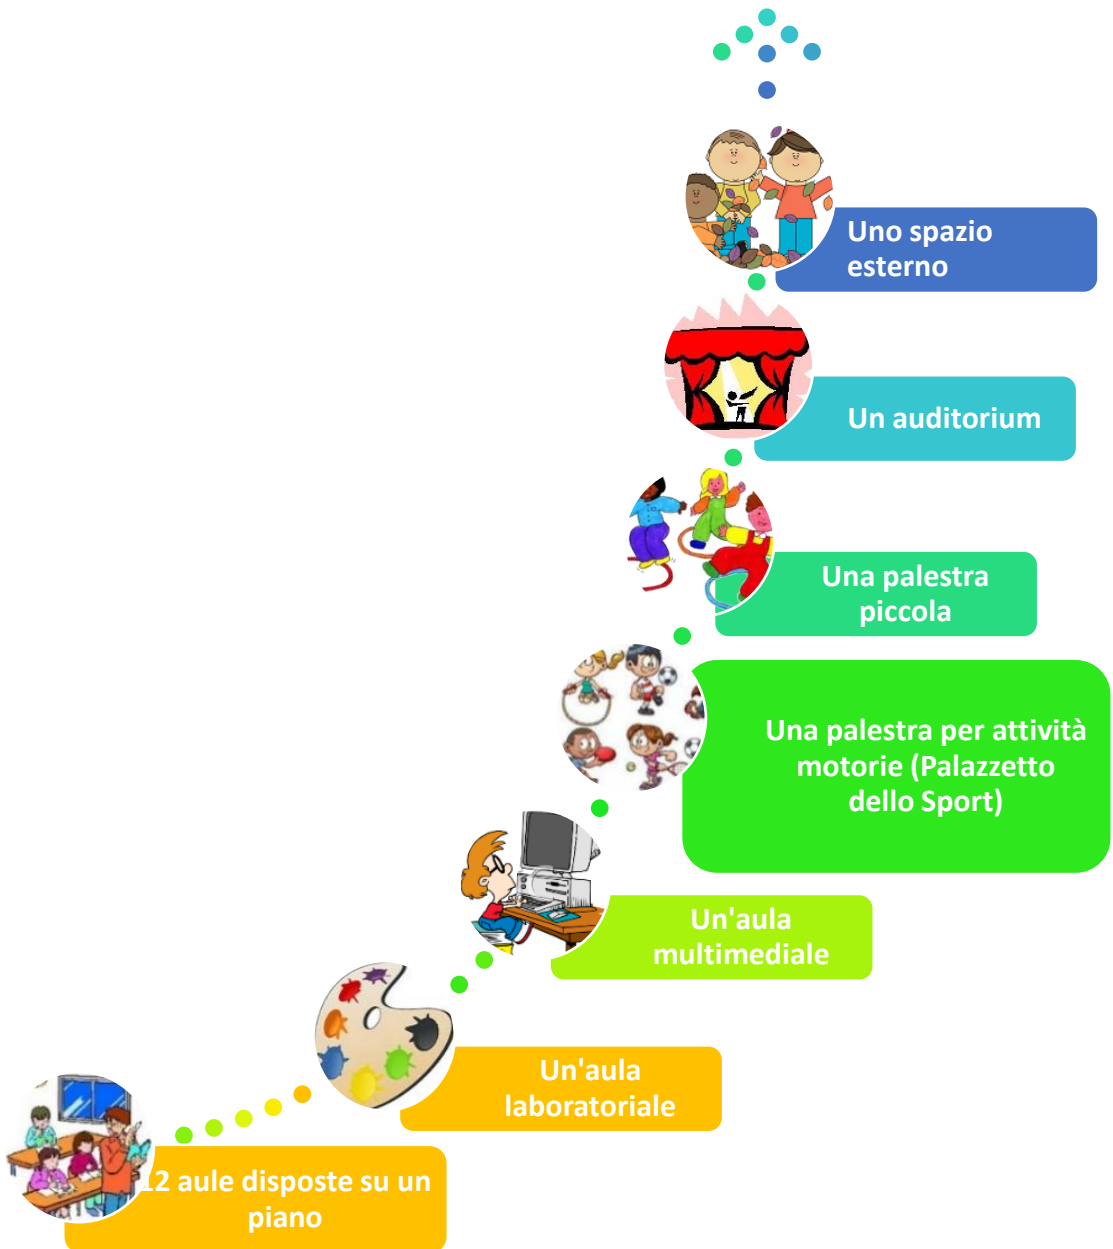 Uno spazio
esterno
Un auditorium
Una palestra
piccola
Una palestra per attività
motorie (Palazzetto
dello Sport)
Un'aula
multimediale
Un'aula
laboratoriale
12 aule disposte su un
piano